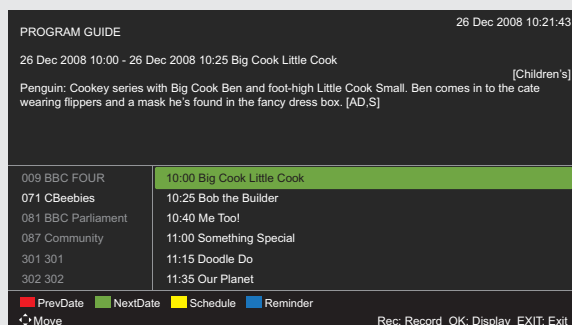 PROGRAM GUIDE
26 Dec 2008 10:21:43
26 Dec 2008 10:00 - 26 Dec 2008 10:25 Big Cook Little Cook
[Children's]
Penguin: Cookey series with Big Cook Ben and foot-high Little Cook Small. Ben comes in to the cate
wearing flippers and a mask he's found in the fancy dress box. [AD,S]
009 BBC FOUR 10:00 Big Cook Little Cook
071 CBeebies 10:25 Bob the Builder
081 BBC Parliament 10:40 Me Too!
087 Community 11:00 Something Special
301 301 11:15 Doodle Do
302 302 11:35 Our Planet
PrevDate NextDate Schedule Reminder
Move Rec: Record OK: Display EXIT: Exit